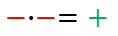 − · − = +